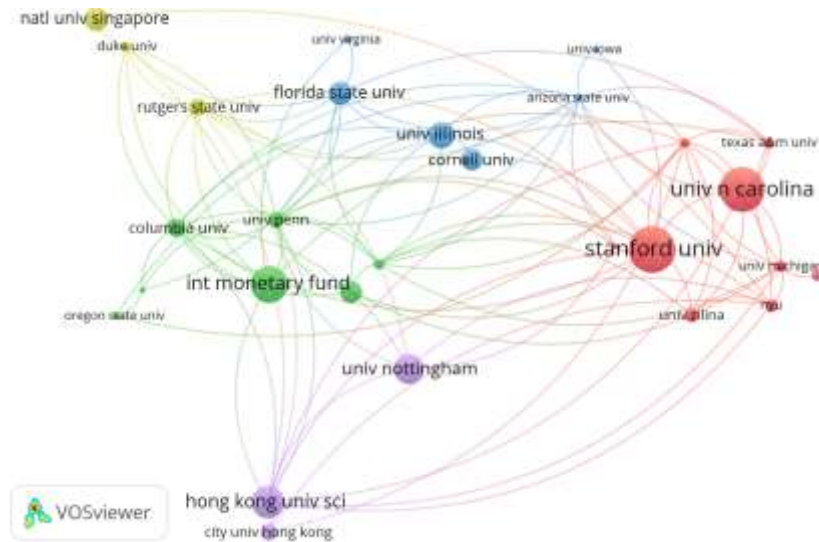 natl univ singapore
duke univ
univ virginia
univ iowa
florida state univ
arizona state univ
rutgers state univ
univ illinois
texas a&m univ
cornell univ
univ n carolina
univ penn
columbia univ
stanford univ
univ michigan
int monetary fund
nyu
oregon state univ
univ
univ nottingham
hong kong univ sci
city univ hong kong
VOSviewer